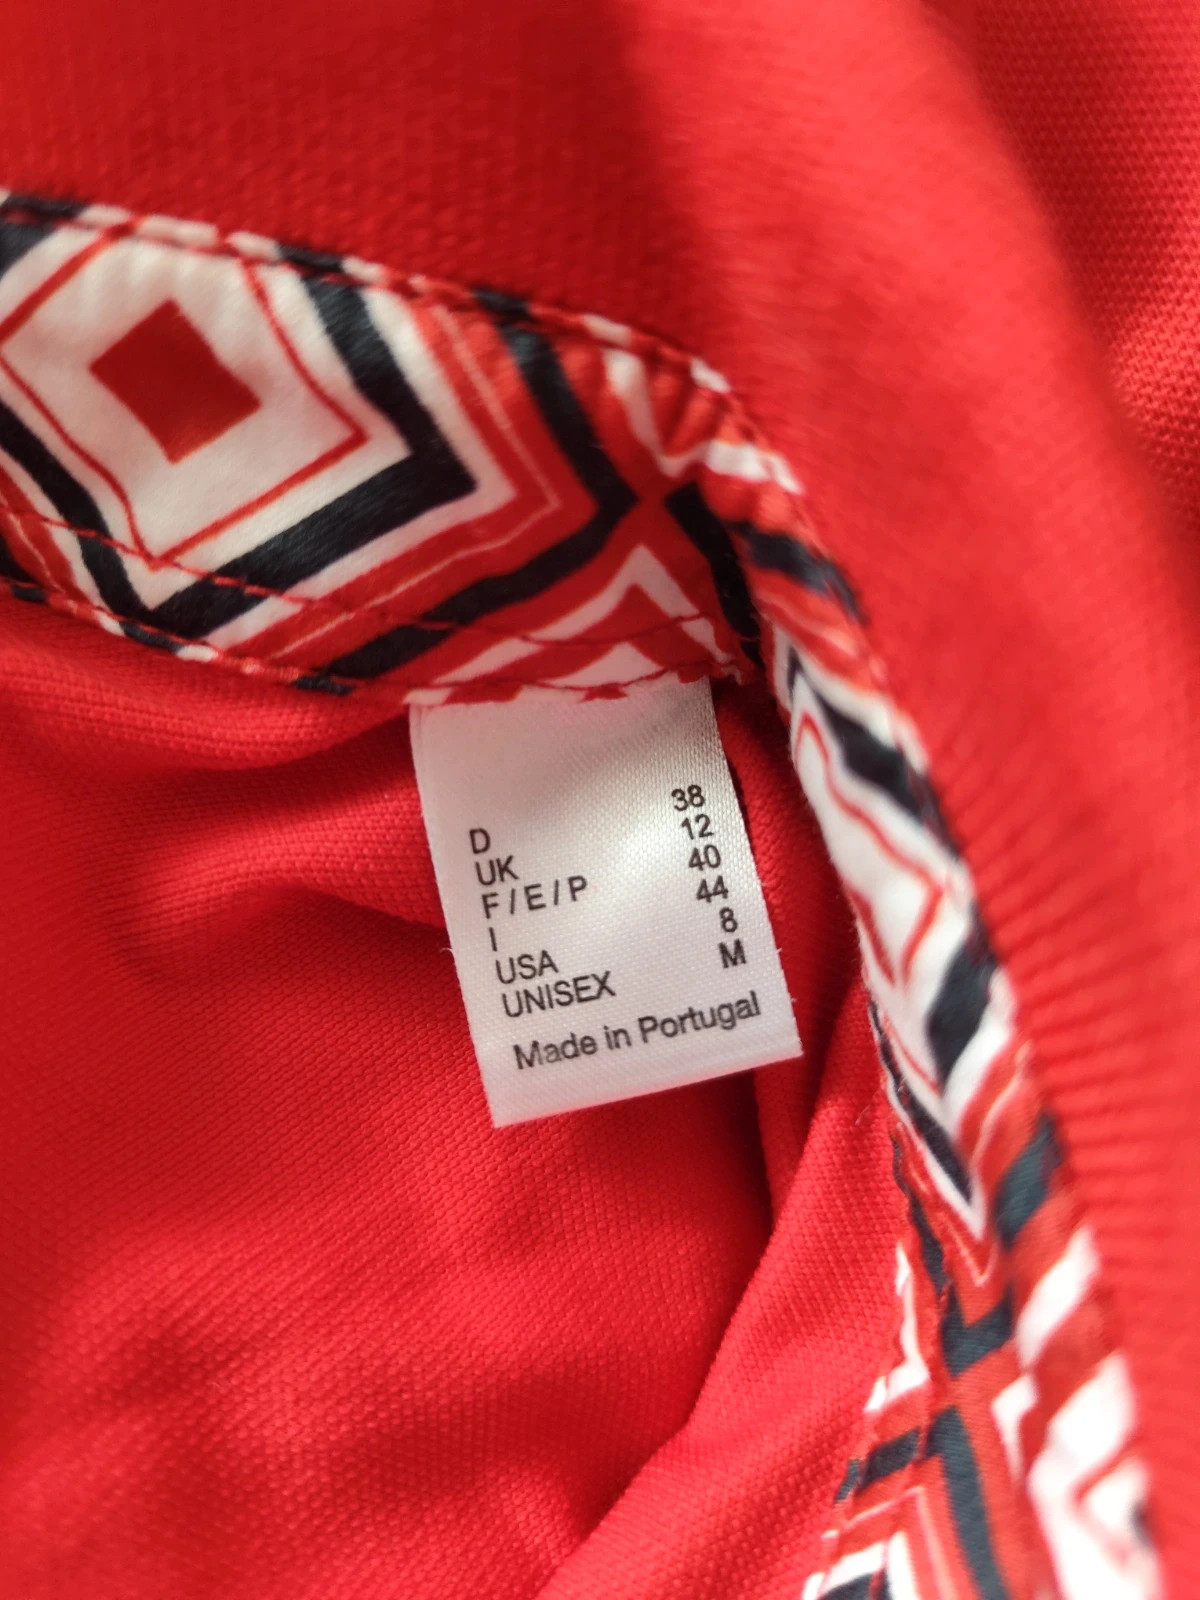 D 38
UK 12
F / E / P 40
I 44
USA 8
UNISEX M
Made in Portugal